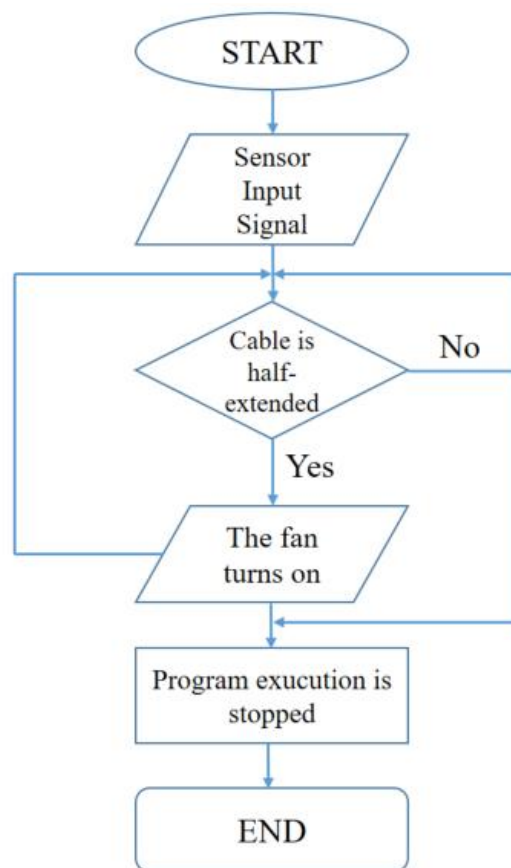 START
Sensor
Input
Signal
Cable is
half-
extended
No
Yes
The fan
turns on
Program exucution is
stopped
END